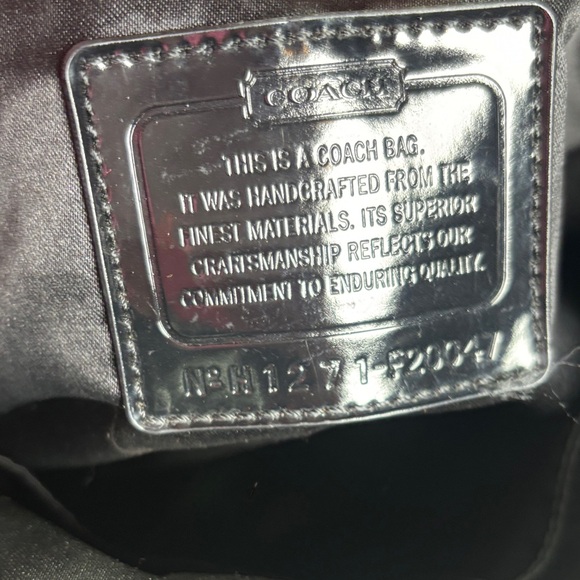 COACH
THIS IS A COACH BAG.
IT WAS HANDCRAFTED FROM THE
FINEST MATERIALS. ITS SUPERIOR
CRAFTSMANSHIP REFLECTS OUR
COMMITMENT TO ENDURING QUALITY.
Nº H1271-F20047